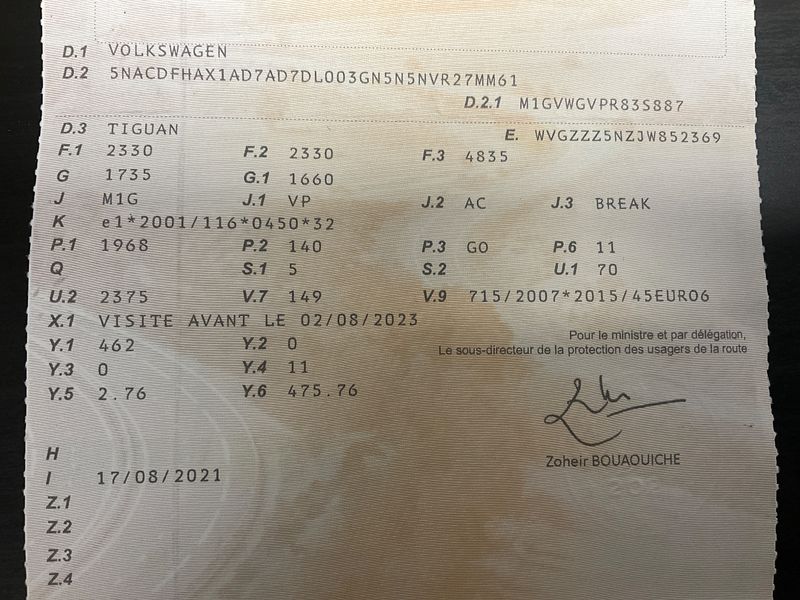 D.1 VOLKSWAGEN
D.2 5NACDFHAX1AD7AD7DL003GN5N5NVR27MM61
D.2.1 M1GVWGVPR83S887
D.3 TIGUAN E. WVGZZZ5NZJW852369
F.1 2330 F.2 2330 F.3 4835
G 1735 G.1 1660
J M1G J.1 VP J.2 AC J.3 BREAK
K e1*2001/116*0450*32
P.1 1968 P.2 140 P.3 GO P.6 11
Q S.1 5 S.2 U.1 70
U.2 2375 V.7 149 V.9 715/2007*2015/45EURO6
X.1 VISITE AVANT LE 02/08/2023
Y.1 462 Y.2 0
Pour le ministre et par délégation,
Le sous-directeur de la protection des usagers de la route
Y.3 0 Y.4 11
Y.5 2.76 Y.6 475.76
Zoheir BOUAOUICHE
H
I 17/08/2021
Z.1
Z.2
Z.3
Z.4